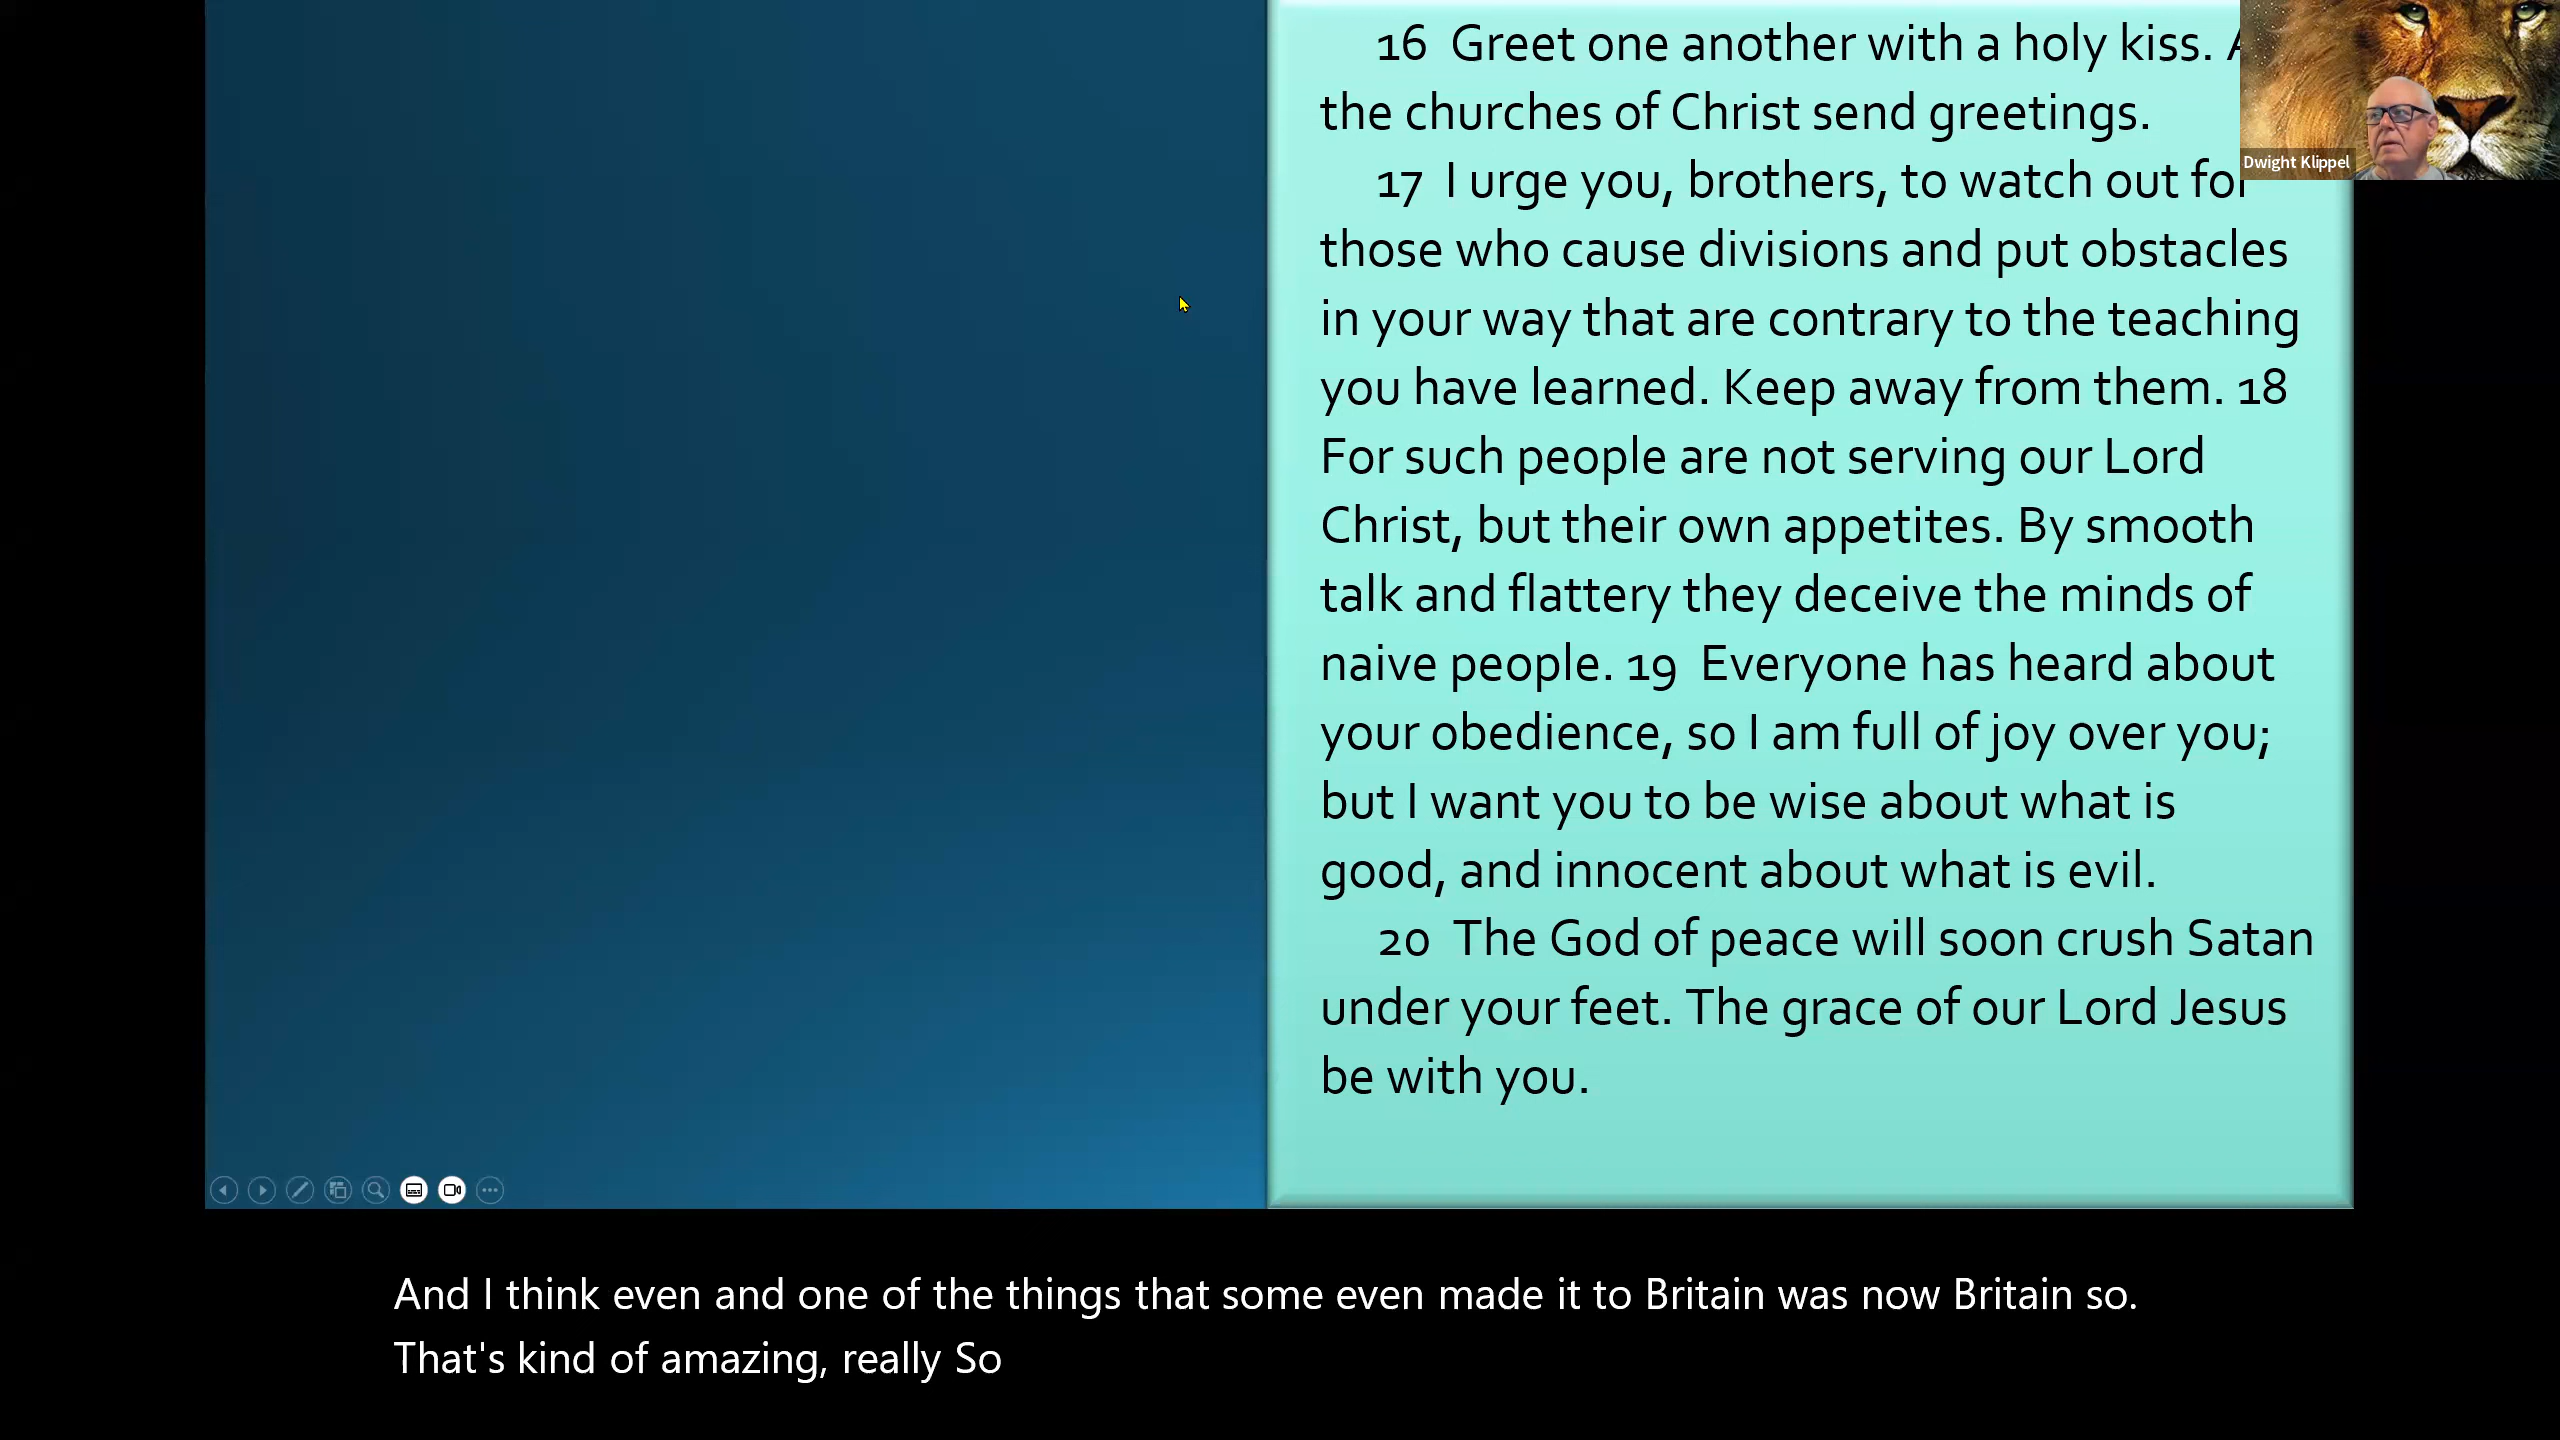 16 Greet one another with a holy kiss.
the churches of Christ send greetings.
17 I urge you, brothers, to watch out for
those who cause divisions and put obstacles
in your way that are contrary to the teaching
you have learned. Keep away from them. 18
For such people are not serving our Lord
Christ, but their own appetites. By smooth
talk and flattery they deceive the minds of
naive people. 19 Everyone has heard about
your obedience, so I am full of joy over you;
but I want you to be wise about what is
good, and innocent about what is evil.
20 The God of peace will soon crush Satan
under your feet. The grace of our Lord Jesus
be with you.
Dwight Klippel
And I think even and one of the things that some even made it to Britain was now Britain so.
That's kind of amazing, really So